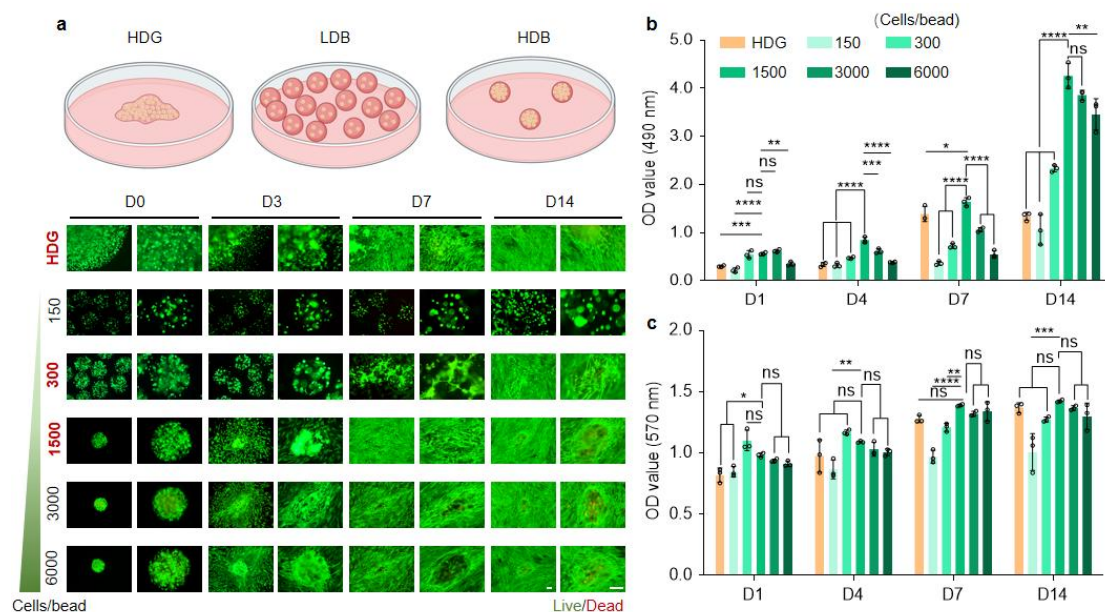 a
HDG LDB HDB
D0 D3 D7 D14
HDG
150
300
1500
3000
6000
Cells/bead
Live/Dead
b
(Cells/bead)
HDG 150 300
1500 3000 6000
OD value (490 nm)
5.0
4.0
3.0
2.0
1.0
0.0
**
ns
ns
****
***
****
***
****
*
****
****
**
****
ns
D1 D4 D7 D14
c
OD value (570 nm)
2.0
1.5
1.0
0.5
0.0
ns
*
ns
ns
**
ns
ns
**
****
ns
***
ns
ns
D1 D4 D7 D14